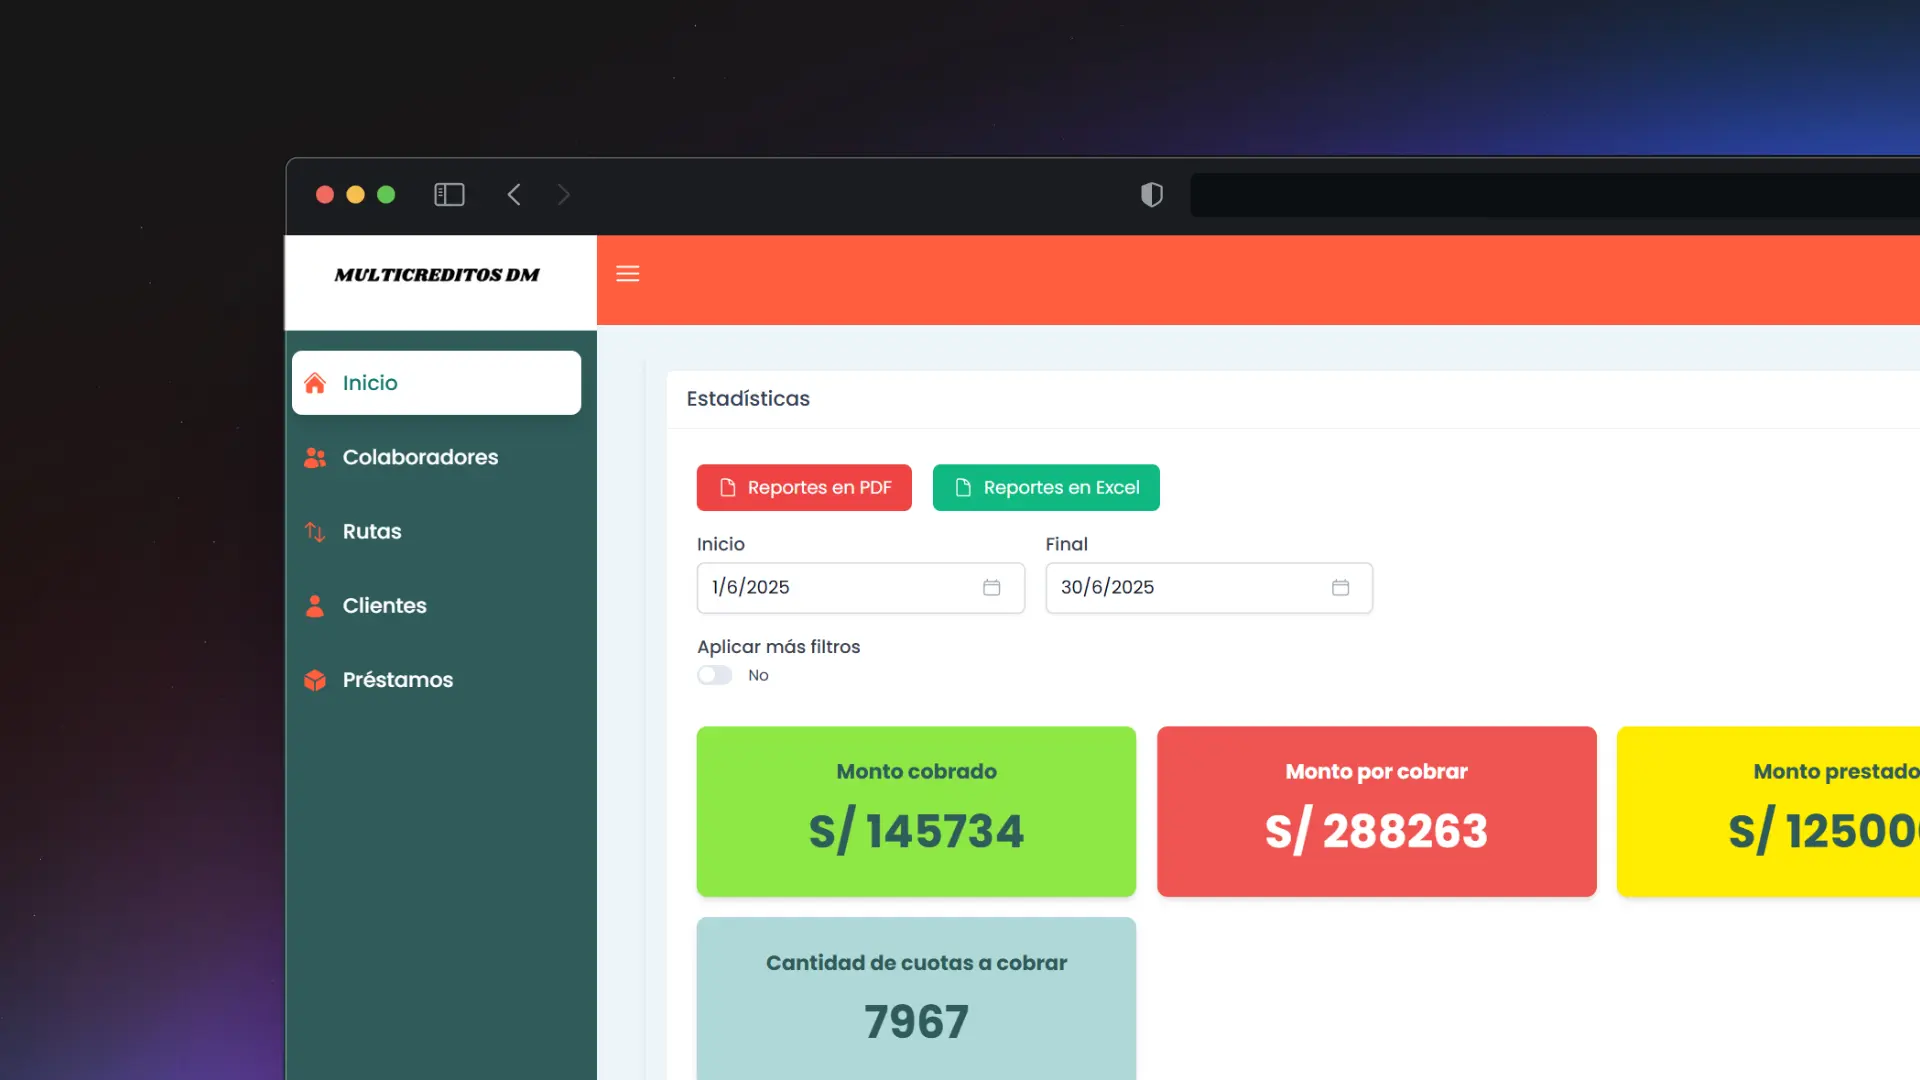 MULTICREDITOS DM
Inicio
Colaboradores
Rutas
Clientes
Préstamos
Estadísticas
Reportes en PDF
Reportes en Excel
Inicio
Final
1/6/2025
30/6/2025
Aplicar más filtros
No
Monto cobrado
S/ 145734
Monto por cobrar
S/ 288263
Monto prestado
S/
Cantidad de cuotas a cobrar
7967